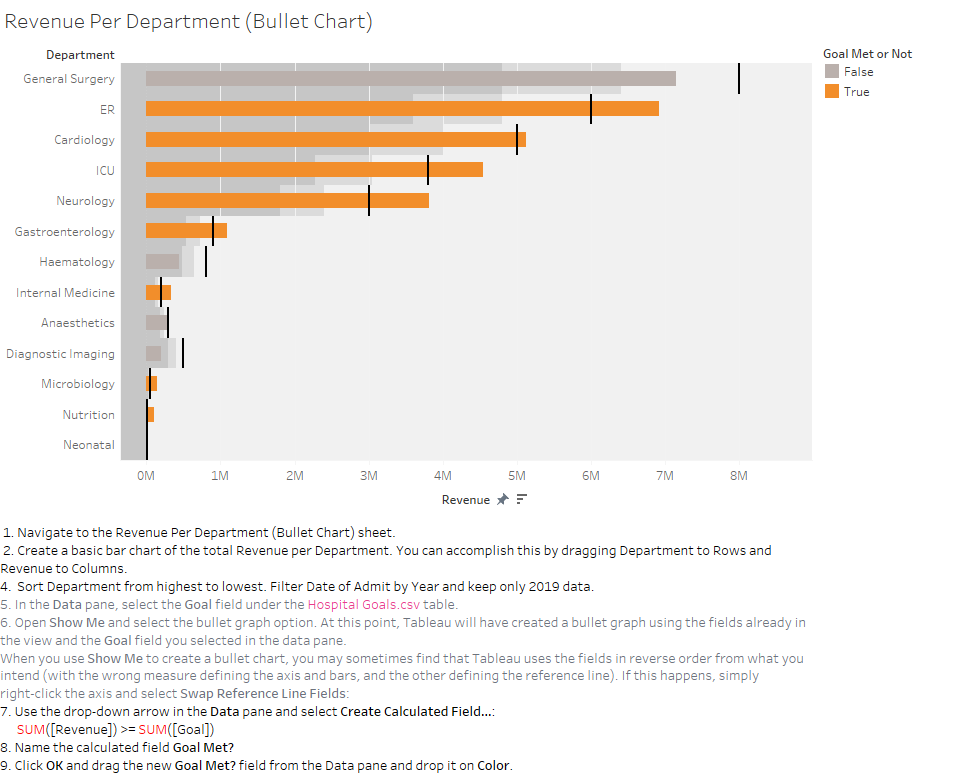 Revenue Per Department (Bullet Chart)
Department
Goal Met or Not
False
True
General Surgery
ER
Cardiology
ICU
Neurology
Gastroenterology
Haematology
Internal Medicine
Anaesthetics
Diagnostic Imaging
Microbiology
Nutrition
Neonatal
0M 1M 2M 3M 4M 5M 6M 7M 8M
Revenue
1. Navigate to the Revenue Per Department (Bullet Chart) sheet.
2. Create a basic bar chart of the total Revenue per Department. You can accomplish this by dragging Department to Rows and
Revenue to Columns.
4. Sort Department from highest to lowest. Filter Date of Admit by Year and keep only 2019 data.
5. In the Data pane, select the Goal field under the Hospital Goals.csv table.
6. Open Show Me and select the bullet graph option. At this point, Tableau will have created a bullet graph using the fields already in
the view and the Goal field you selected in the data pane.
When you use Show Me to create a bullet chart, you may sometimes find that Tableau uses the fields in reverse order from what you
intend (with the wrong measure defining the axis and bars, and the other defining the reference line). If this happens, simply
right-click the axis and select Swap Reference Line Fields:
7. Use the drop-down arrow in the Data pane and select Create Calculated Field...:
SUM([Revenue]) >= SUM([Goal])
8. Name the calculated field Goal Met?
9. Click OK and drag the new Goal Met? field from the Data pane and drop it on Color.